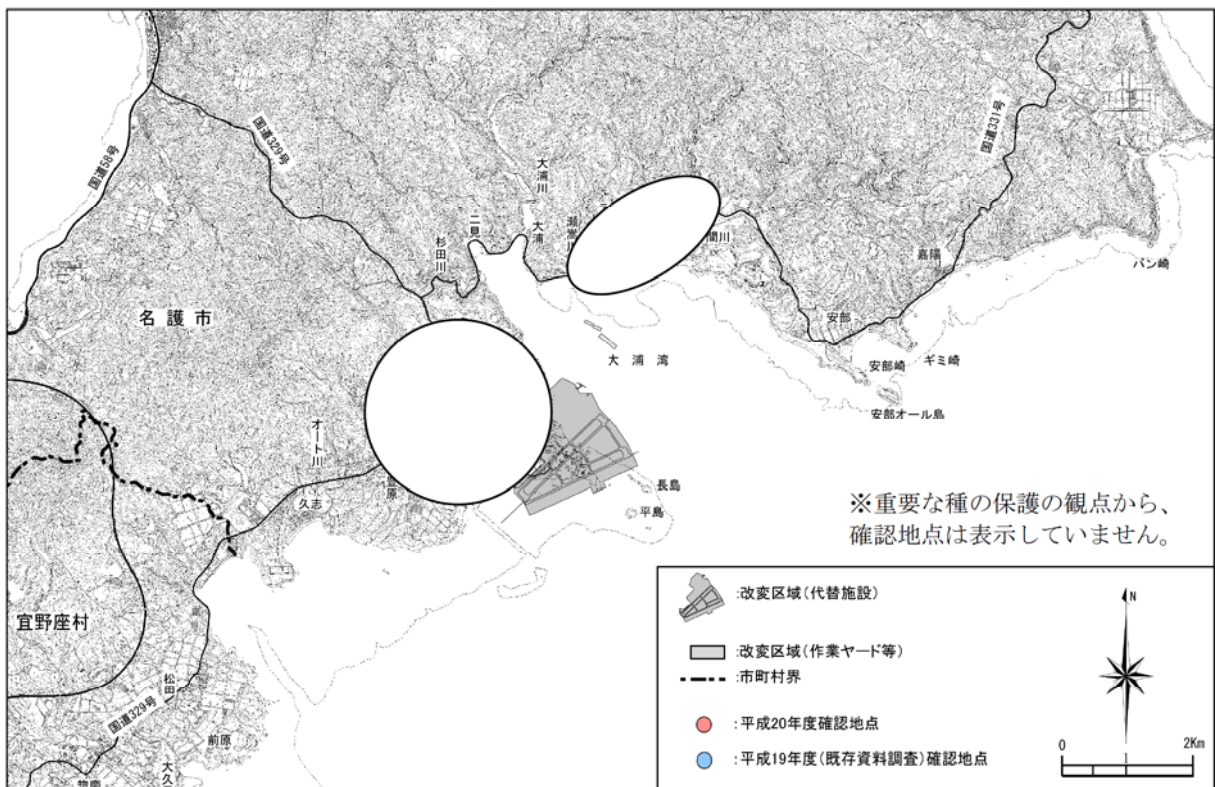 国道58号
国道329号
国道331号
大浦川
大浦
二見
杉田川
嘉陽
バン崎
安部
大浦湾
安部崎
ギミ崎
安部オール島
名護市
オート川
久志
長島
平島
※重要な種の保護の観点から、
確認地点は表示していません。
宜野座村
松田
国道329号
前原
:改変区域(代替施設)
:改変区域(作業ヤード等)
:市町村界
:平成20年度確認地点
:平成19年度(既存資料調査)確認地点
N
0 1 2Km